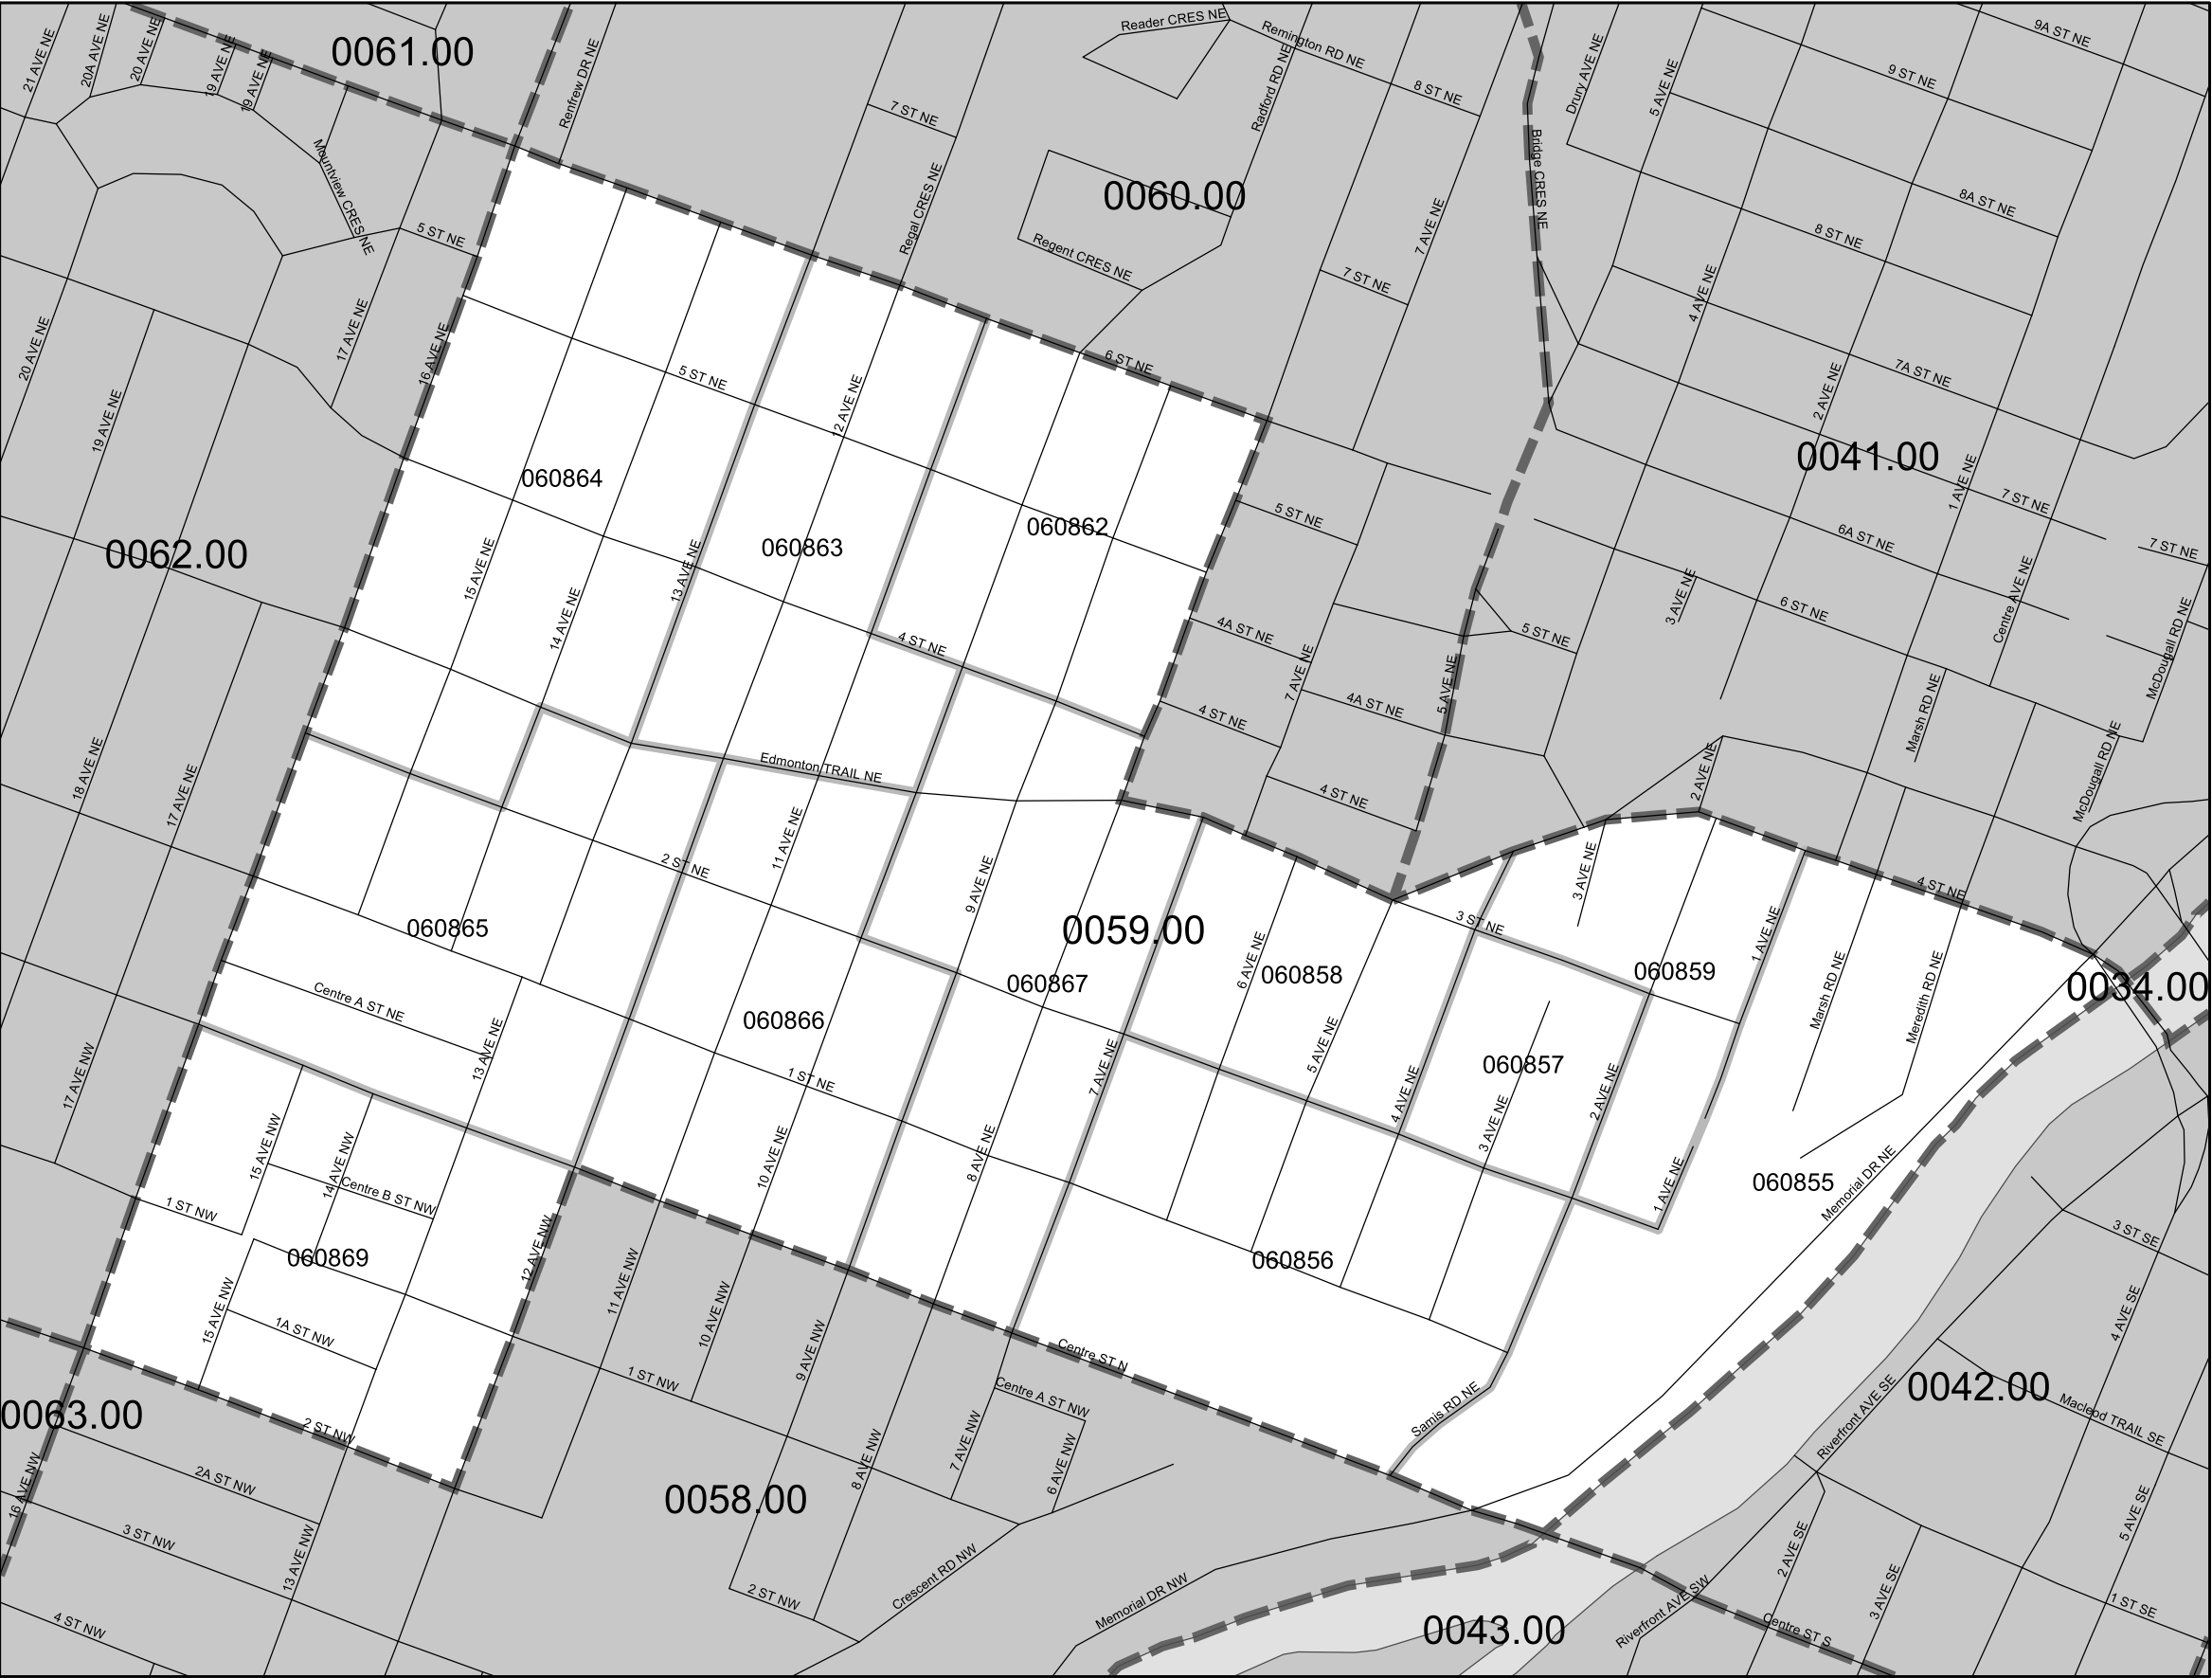 0061.00
Reader CRES NE
Remington RD NE
9A ST NE
21 AVE NE
20A AVE NE
20 AVE NE
19 AVE NE
19 AVE NE
Renfrew DR NE
7 ST NE
Radford RD NE
8 ST NE
Drury AVE NE
5 AVE NE
9 ST NE
Mountview CRES NE
Regal CRES NE
0060.00
Bridge CRES NE
8A ST NE
5 ST NE
Regent CRES NE
7 AVE NE
8 ST NE
7 ST NE
4 AVE NE
20 AVE NE
17 AVE NE
16 AVE NE
6 ST NE
7A ST NE
5 ST NE
12 AVE NE
2 AVE NE
19 AVE NE
0041.00
060864
1 AVE NE
7 ST NE
060863
060862
5 ST NE
6A ST NE
7 ST NE
0062.00
15 AVE NE
14 AVE NE
13 AVE NE
4 ST NE
4A ST NE
5 ST NE
3 AVE NE
6 ST NE
Centre AVE NE
McDougall RD NE
7 AVE NE
5 AVE NE
4A ST NE
4 ST NE
Marsh RD NE
McDougall RD NE
18 AVE NE
17 AVE NE
Edmonton TRAIL NE
4 ST NE
2 AVE NE
11 AVE NE
2 ST NE
9 AVE NE
3 AVE NE
4 ST NE
060865
0059.00
3 ST NE
1 AVE NE
6 AVE NE
060858
060859
060867
0034.00
Centre A ST NE
060866
Marsh RD NE
Meredith RD NE
13 AVE NE
5 AVE NE
060857
17 AVE NW
7 AVE NE
1 ST NE
4 AVE NE
2 AVE NE
3 AVE NE
15 AVE NW
14 AVE NW
10 AVE NE
8 AVE NE
1 AVE NE
060855
Memorial DR NE
Centre B ST NW
1 ST NW
060869
12 AVE NW
060856
3 ST SE
11 AVE NW
15 AVE NW
1A ST NW
10 AVE NW
9 AVE NW
Centre ST N
4 AVE SE
1 ST NW
Centre A ST NW
0042.00
0063.00
2 ST NW
7 AVE NW
Samis RD NE
Riverfront AVE SE
Macleod TRAIL SE
16 AVE NW
2A ST NW
8 AVE NW
6 AVE NW
0058.00
5 AVE SE
3 ST NW
13 AVE NW
2 ST NW
Crescent RD NW
Memorial DR NW
2 AVE SE
3 AVE SE
4 ST NW
0043.00
Riverfront AVE SW
Centre ST S
1 ST SE